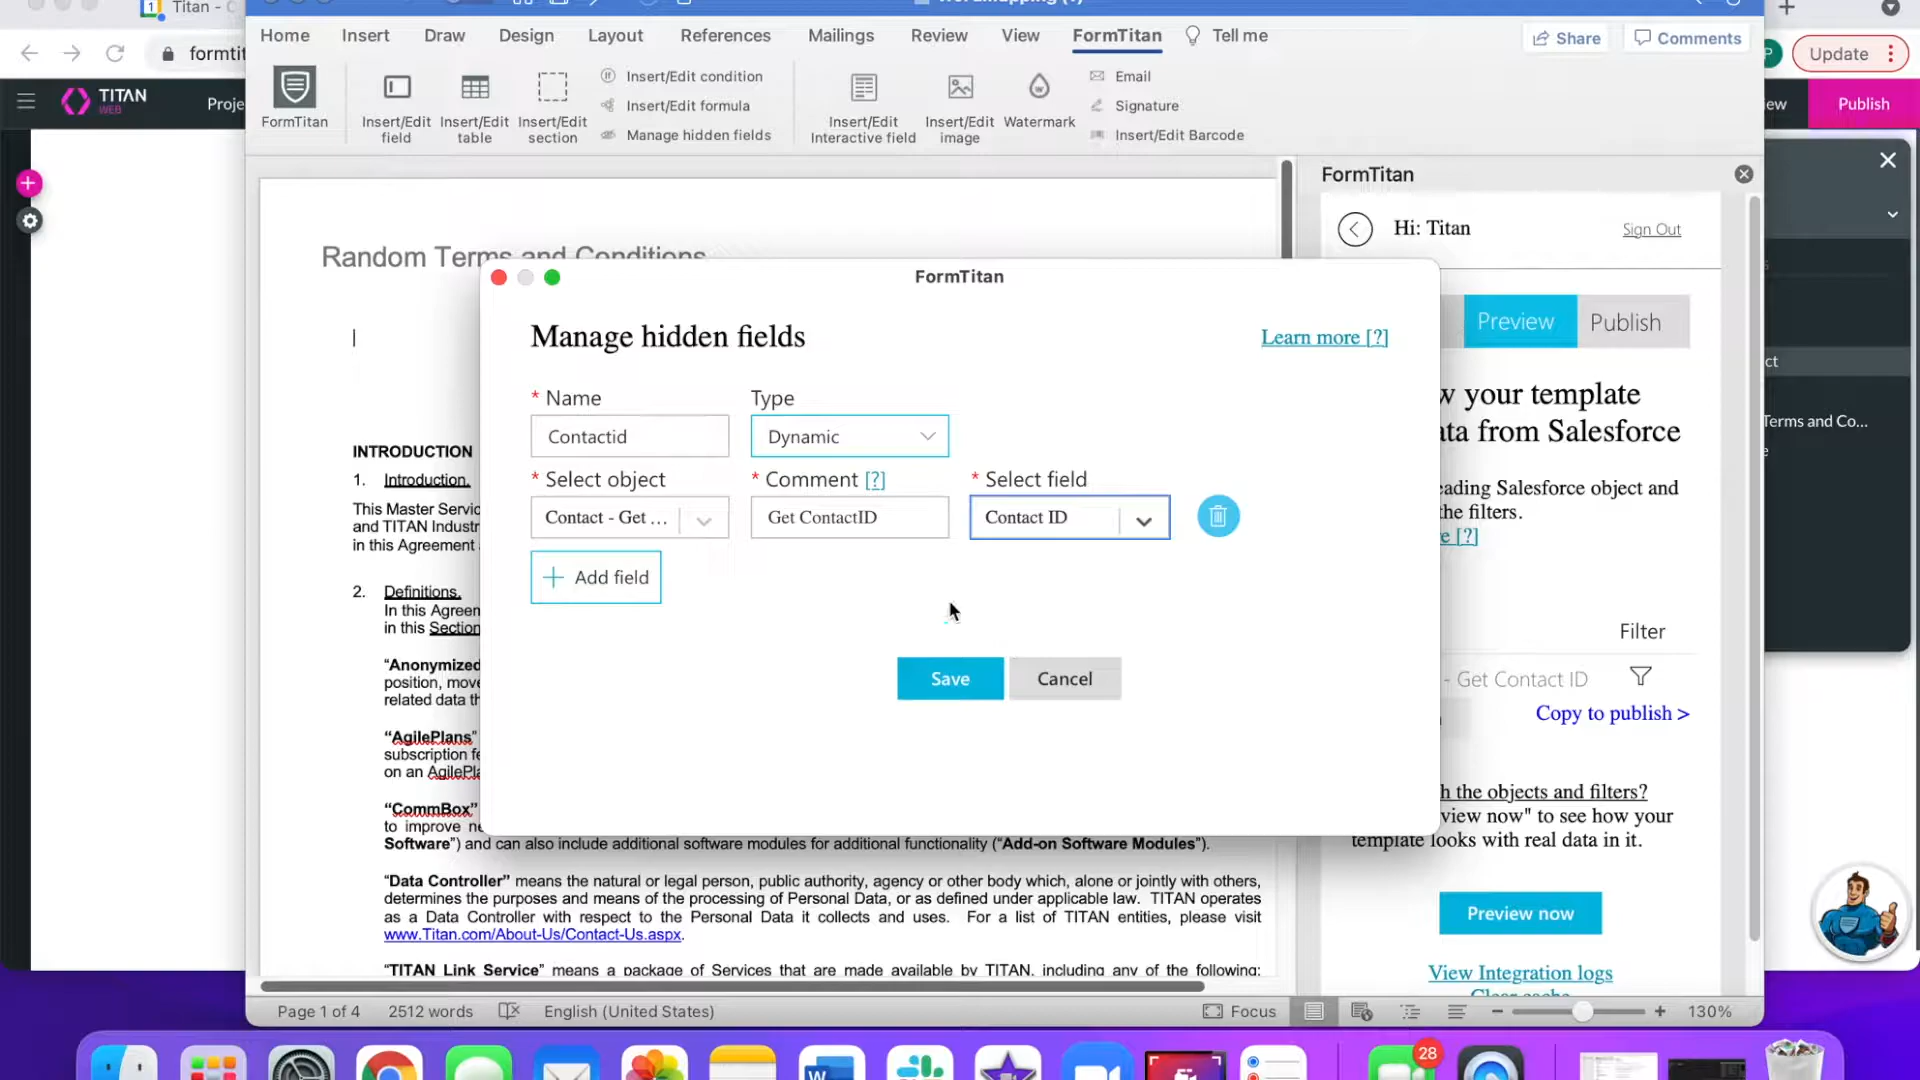 Titan - C
formtit
Update
TITAN
WEB
Proje
ew
Publish
Home
Insert
Draw
Design
Layout
References
Mailings
Review
View
FormTitan
Tell me
Share
Comments
FormTitan
Insert/Edit
field
Insert/Edit
table
Insert/Edit
section
Insert/Edit condition
Insert/Edit formula
Manage hidden fields
Insert/Edit
Interactive field
Insert/Edit
image
Watermark
Email
Signature
Insert/Edit Barcode
Random Terms and Conditions
INTRODUCTION
1. Introduction.
This Master Servic
and TITAN Industr
in this Agreement
2. Definitions.
In this Agreen
in this Section
“Anonymized
position, move
related data th
“AgilePlans”
subscription fe
on an AgilePla
“CommBox”
to improve ne
Software”) and can also include additional software modules for additional functionality (“Add-on Software Modules”).
“Data Controller” means the natural or legal person, public authority, agency or other body which, alone or jointly with others,
determines the purposes and means of the processing of Personal Data, or as defined under applicable law. TITAN operates
as a Data Controller with respect to the Personal Data it collects and uses. For a list of TITAN entities, please visit
www.Titan.com/About-Us/Contact-Us.aspx.
“TITAN Link Service” means a package of Services that are made available by TITAN, including any of the following:
FormTitan
Manage hidden fields
Learn more [?]
* Name
Type
Contactid
Dynamic
* Select object
* Comment [?]
* Select field
Contact - Get ...
Get ContactID
Contact ID
Add field
Save
Cancel
FormTitan
Hi: Titan
Sign Out
Preview
Publish
w your template
ata from Salesforce
eading Salesforce object and
the filters.
e [?]
Filter
- Get Contact ID
Copy to publish >
h the objects and filters?
view now" to see how your
template looks with real data in it.
Preview now
View Integration logs
Clear cache
ct
Terms and Co...
Page 1 of 4
2512 words
English (United States)
Focus
130%
28